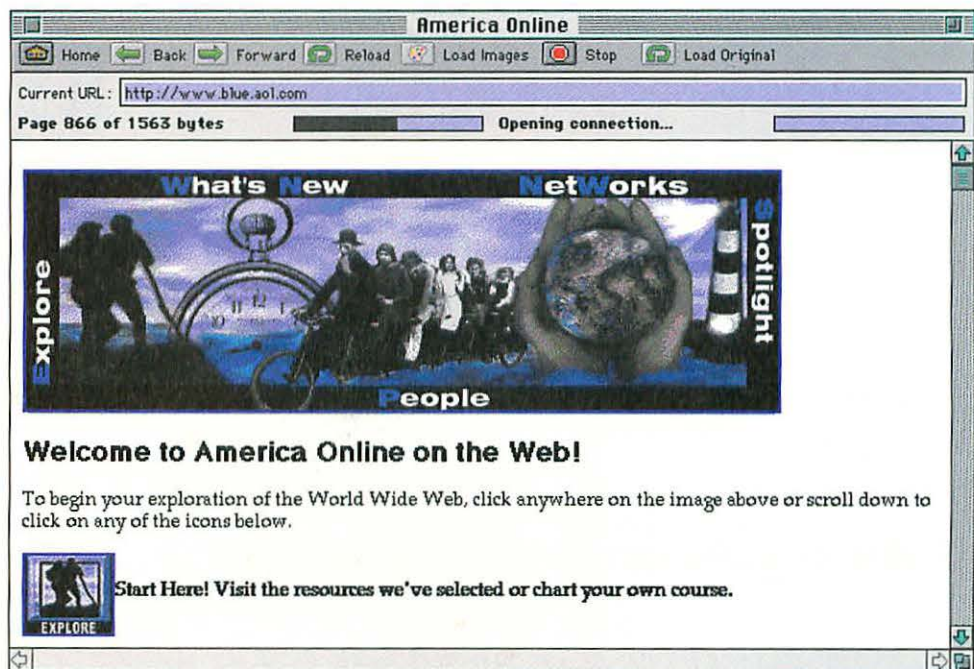 America Online
Home Back Forward Reload Load Images Stop Load Original
Current URL: http://www.blue.aol.com
Page 866 of 1563 bytes Opening connection...
What's New NetWorks
Explore
Spotlight
11 12 1
10
People
Welcome to America Online on the Web!
To begin your exploration of the World Wide Web, click anywhere on the image above or scroll down to
click on any of the icons below.
Start Here! Visit the resources we've selected or chart your own course.
EXPLORE